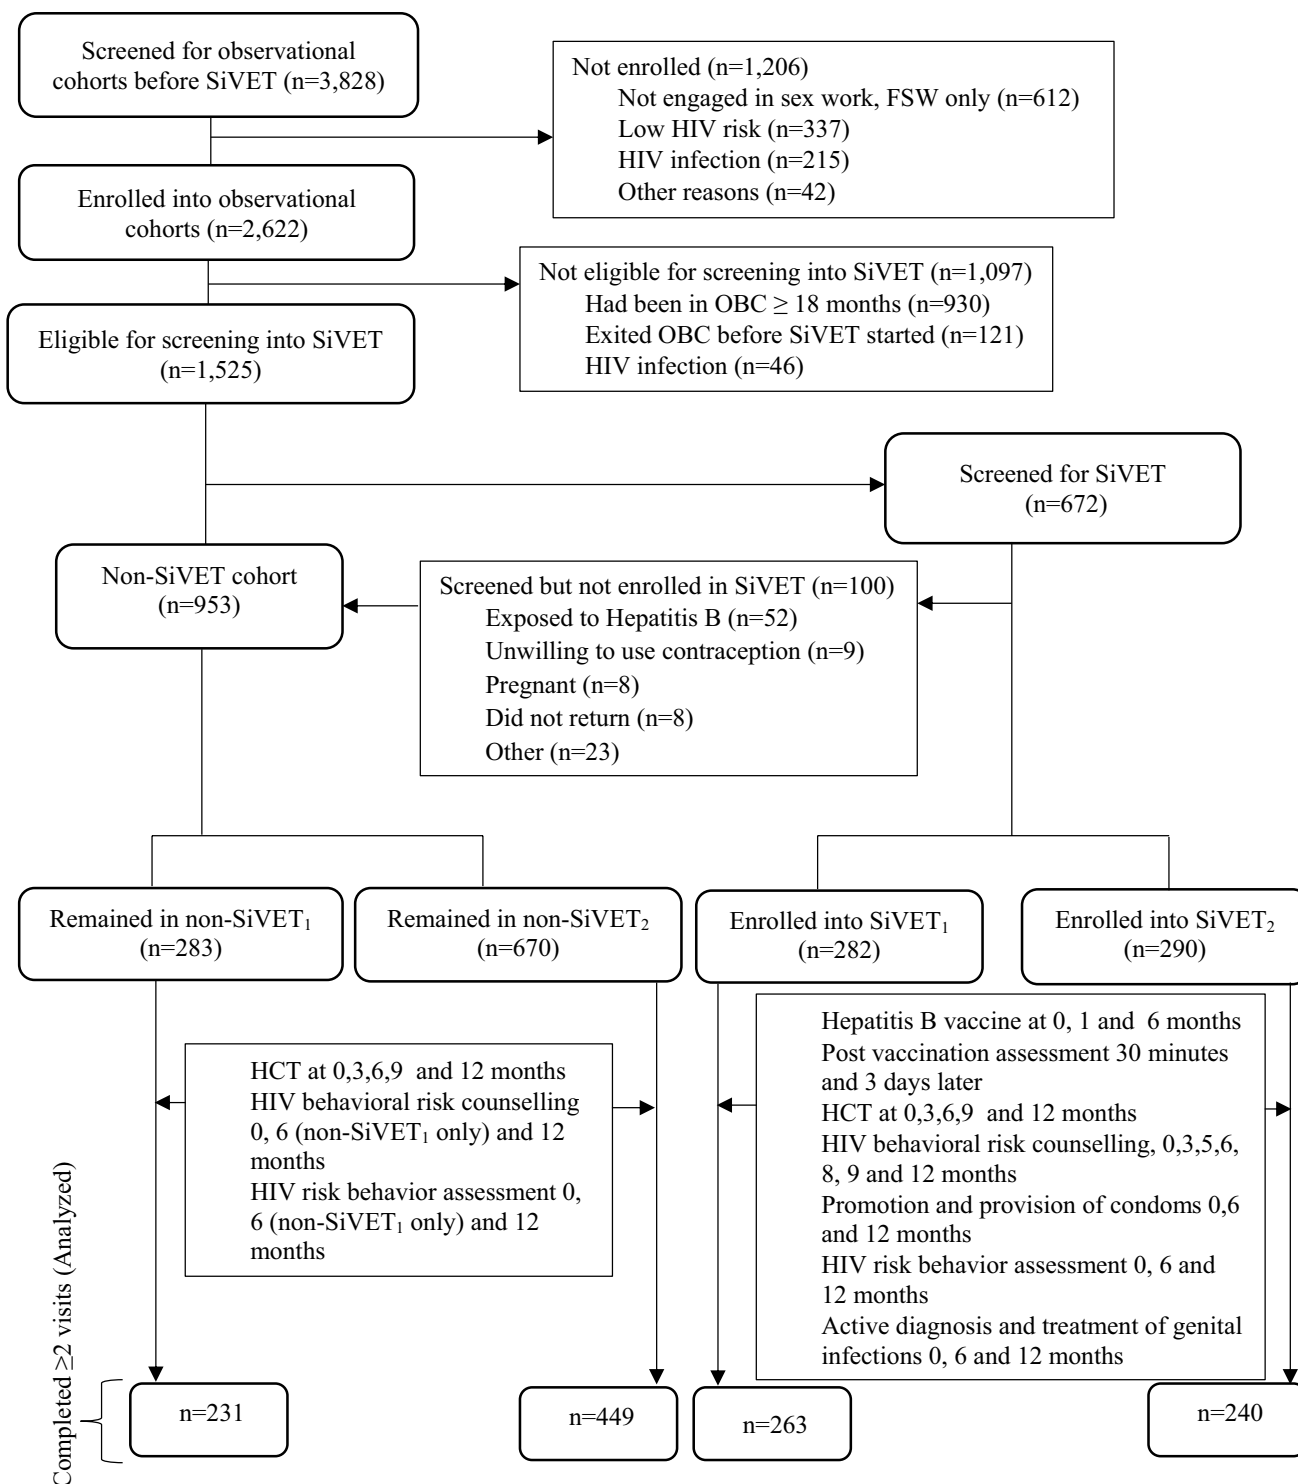 Screened for observational
cohorts before SiVET (n=3,828)
Not enrolled (n=1,206)
Not engaged in sex work, FSW only (n=612)
Low HIV risk (n=337)
HIV infection (n=215)
Other reasons (n=42)
Enrolled into observational
cohorts (n=2,622)
Not eligible for screening into SiVET (n=1,097)
Had been in OBC ≥ 18 months (n=930)
Exited OBC before SiVET started (n=121)
HIV infection (n=46)
Eligible for screening into SiVET
(n=1,525)
Screened for SiVET
(n=672)
Non-SiVET cohort
(n=953)
Screened but not enrolled in SiVET (n=100)
Exposed to Hepatitis B (n=52)
Unwilling to use contraception (n=9)
Pregnant (n=8)
Did not return (n=8)
Other (n=23)
Remained in non-SiVET₁
(n=283)
Remained in non-SiVET₂
(n=670)
Enrolled into SiVET₁
(n=282)
Enrolled into SiVET₂
(n=290)
HCT at 0,3,6,9  and 12 months
HIV behavioral risk counselling
0, 6 (non-SiVET₁ only) and 12
months
HIV risk behavior assessment 0,
6 (non-SiVET₁ only) and 12
months
Hepatitis B vaccine at 0, 1 and  6 months
Post vaccination assessment 30 minutes
and 3 days later
HCT at 0,3,6,9  and 12 months
HIV behavioral risk counselling, 0,3,5,6,
8, 9 and 12 months
Promotion and provision of condoms 0,6
and 12 months
HIV risk behavior assessment 0, 6 and
12 months
Active diagnosis and treatment of genital
infections 0, 6 and 12 months
Completed ≥2 visits (Analyzed)
n=231
n=449
n=263
n=240